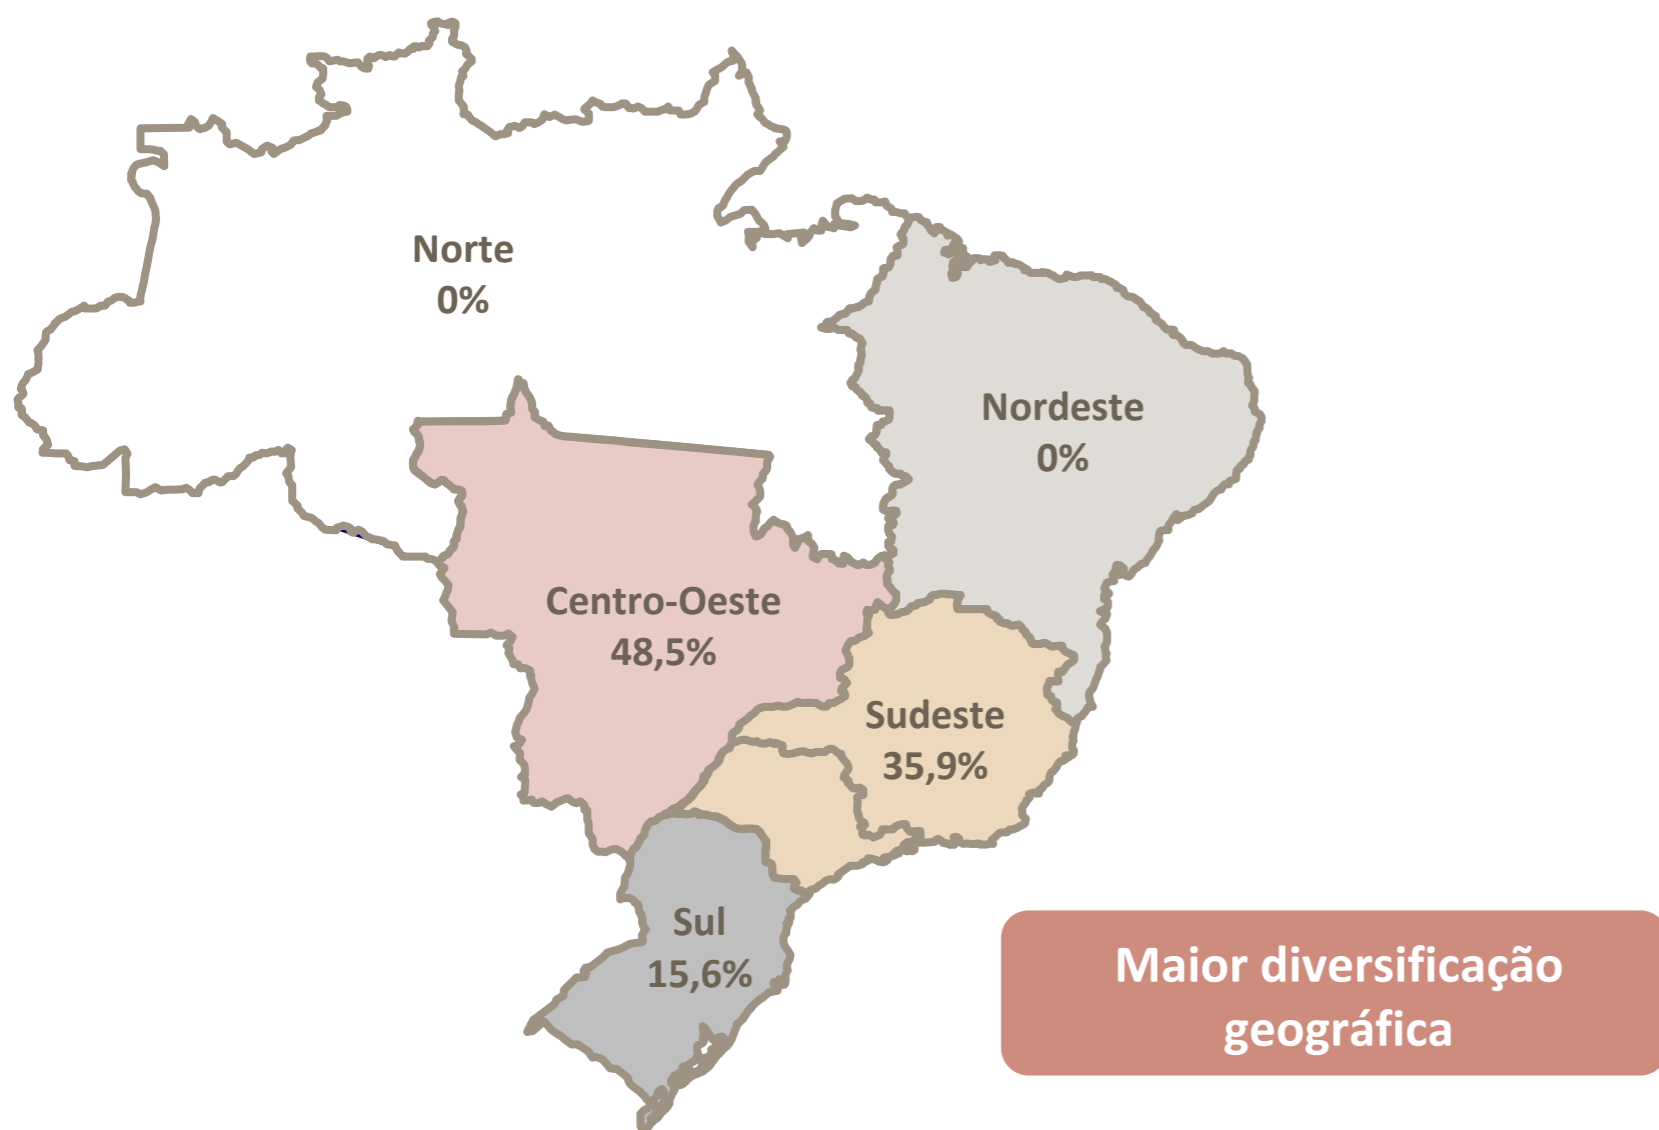 Norte
0%
Nordeste
0%
Centro-Oeste
48,5%
Sudeste
35,9%
Sul
15,6%
Maior diversificação
geográfica